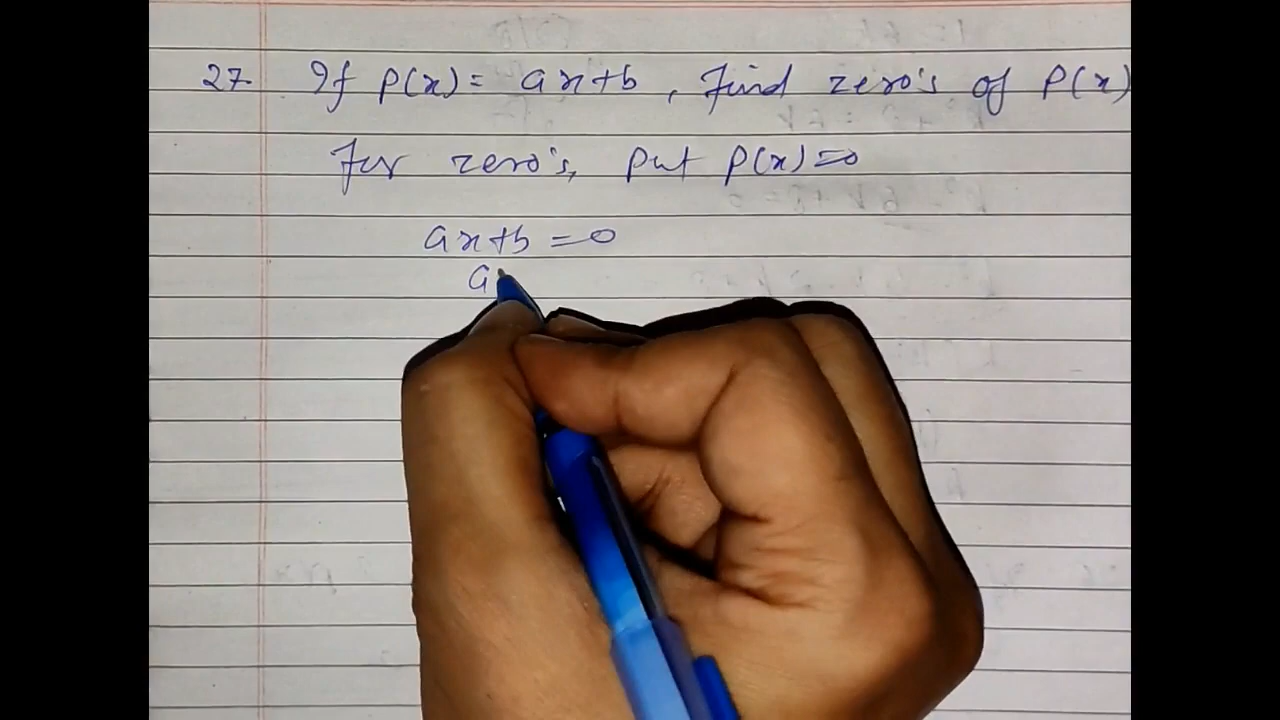 27. If P(x) = ax+b, find zero's of P(x)
For zero's, Put P(x)=0
ax+b =0
a